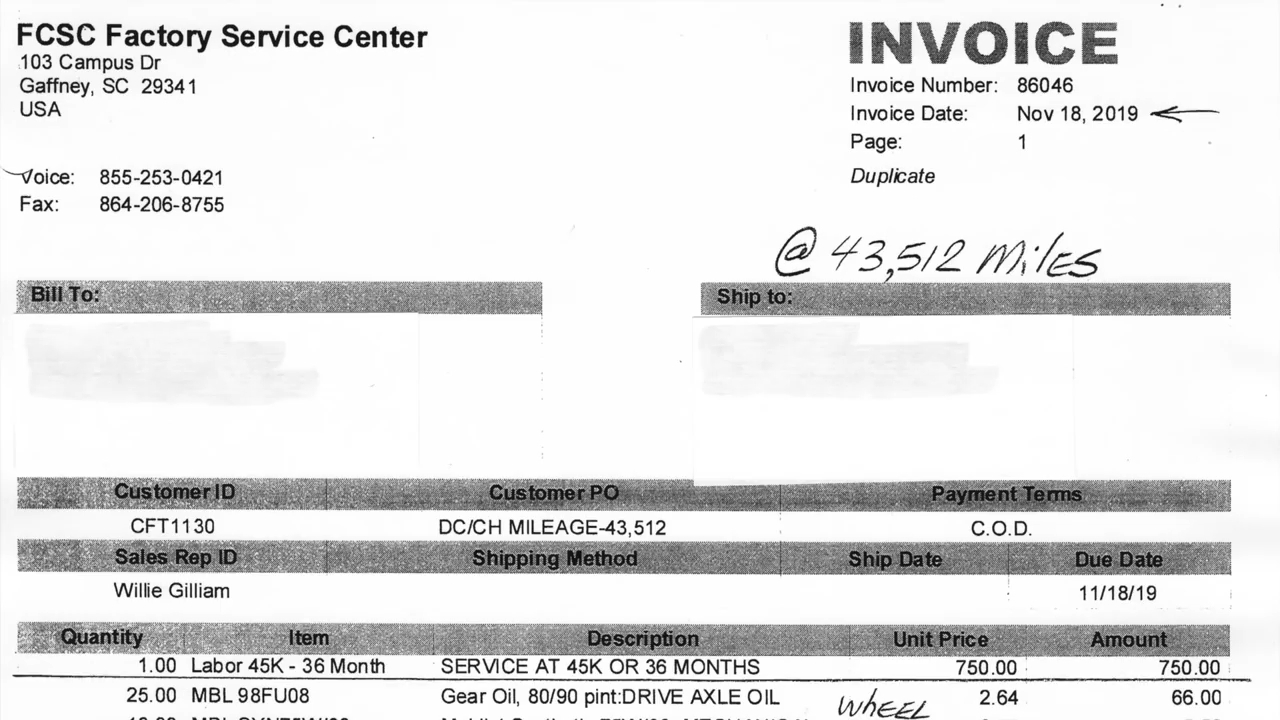 FCSC Factory Service Center
103 Campus Dr
Gaffney, SC 29341
USA
Voice: 855-253-0421
Fax: 864-206-8755
INVOICE
Invoice Number: 86046
Invoice Date: Nov 18, 2019
Page: 1
Duplicate
@ 43,512 Miles
Bill To: Ship to:
Customer ID Customer PO Payment Terms
CFT1130 DC/CH MILEAGE-43,512 C.O.D.
Sales Rep ID Shipping Method Ship Date Due Date
Willie Gilliam 11/18/19
Quantity Item Description Unit Price Amount
1.00 Labor 45K - 36 Month SERVICE AT 45K OR 36 MONTHS 750.00 750.00
25.00 MBL 98FU08 Gear Oil, 80/90 pint:DRIVE AXLE OIL 2.64 66.00
WHEEL